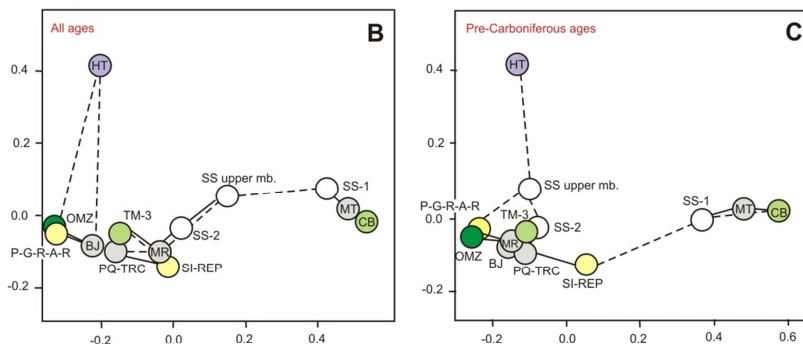 All ages
B
HT
0.4
0.2
0.0
-0.2
OMZ
P-G-R-A-R
BJ
TM-3
PQ-TRC
MR
SI-REP
SS-2
SS upper mb.
SS-1
MT
CB
-0.2
0.0
0.2
0.4
Pre-Carboniferous ages
C
HT
0.4
0.2
0.0
-0.2
SS upper mb.
P-G-R-A-R
TM-3
SS-2
OMZ
MR
BJ
PQ-TRC
SI-REP
SS-1
MT
CB
-0.2
0.0
0.2
0.4
0.6